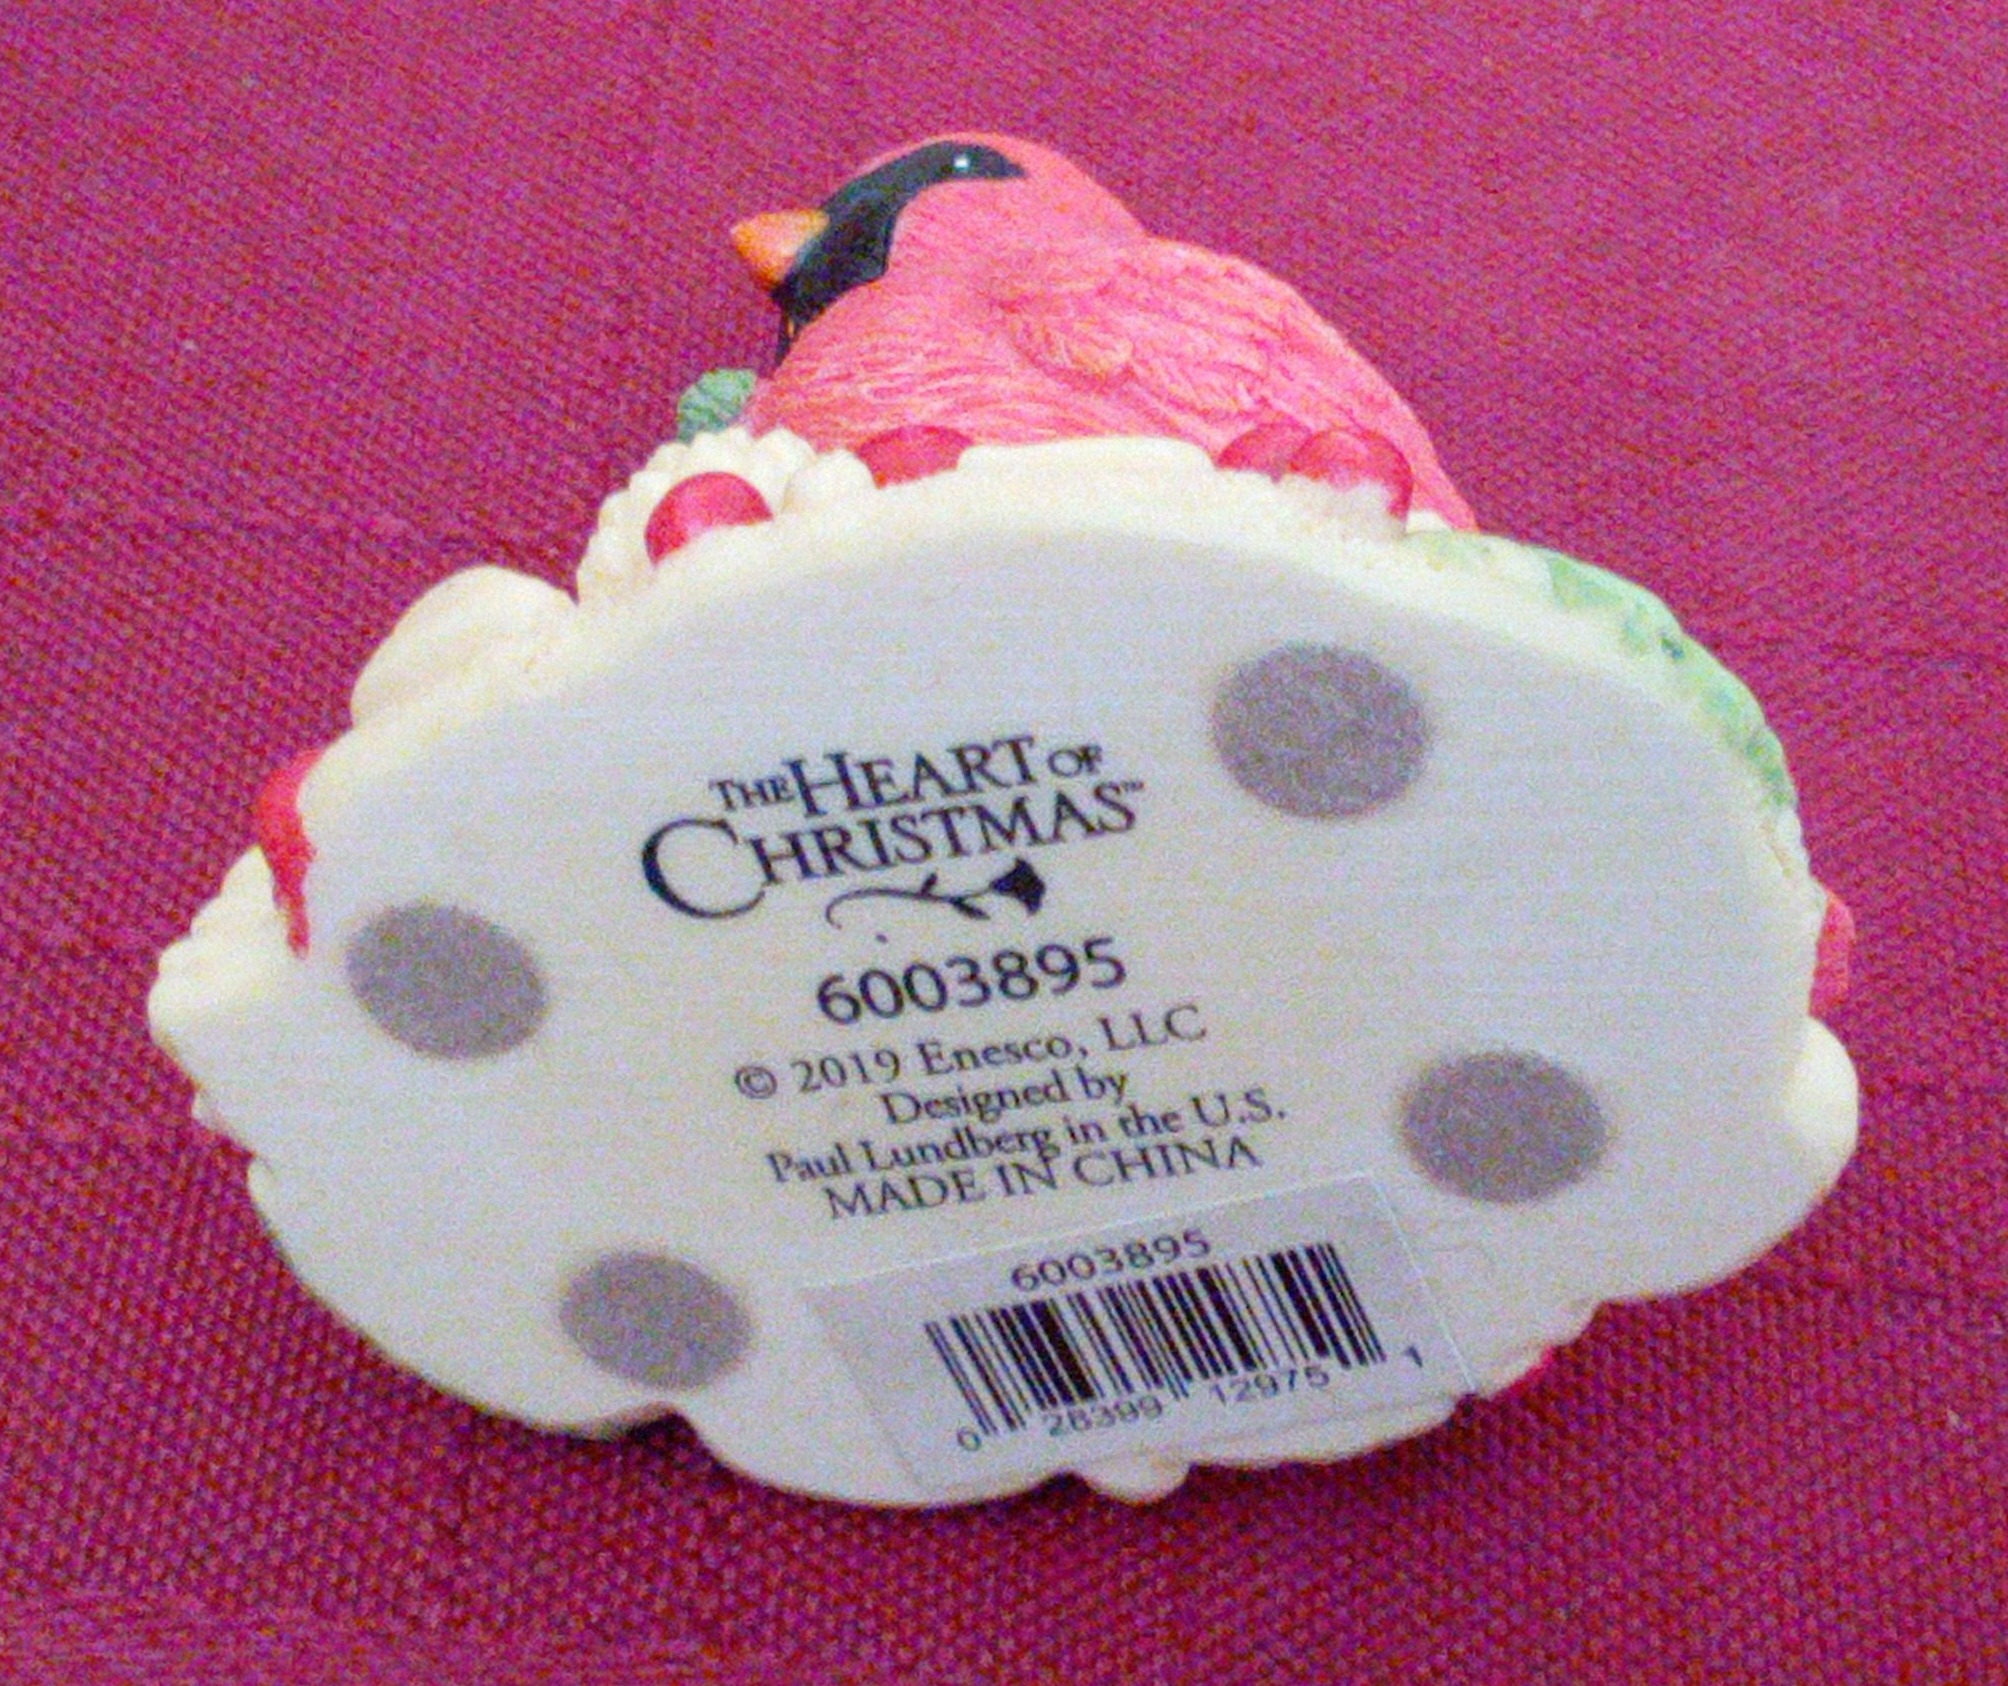 THE HEART OF
CHRISTMAS™
6003895
© 2019 Enesco, LLC
Designed by
Paul Lundberg in the U.S.
MADE IN CHINA
6003895
0 28399 12975 1